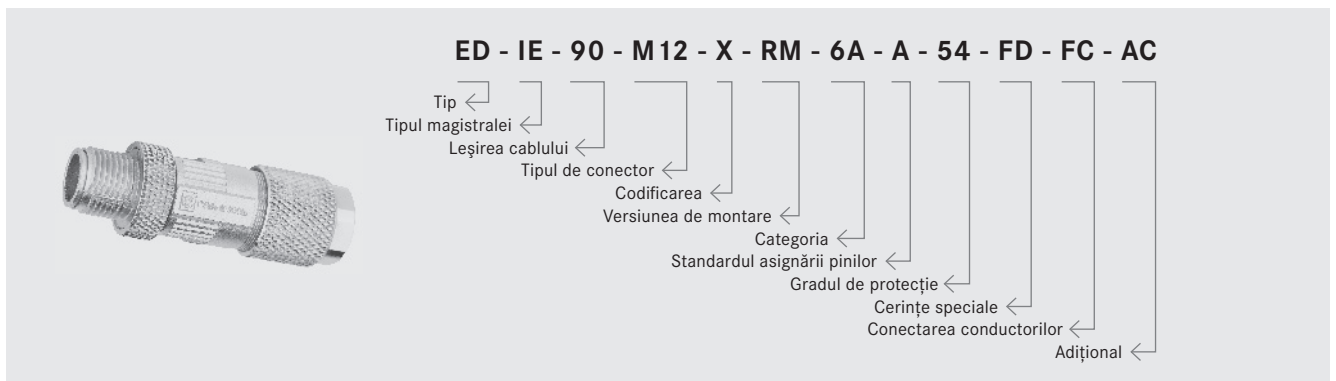 ED - IE - 90 - M12 - X - RM - 6A - A - 54 - FD - FC - AC
Tip
Tipul magistralei
Leşirea cablului
Tipul de conector
Codificarea
Versiunea de montare
Categoria
Standardul asignării pinilor
Gradul de protecție
Cerințe speciale
Conectarea conductorilor
Adițional